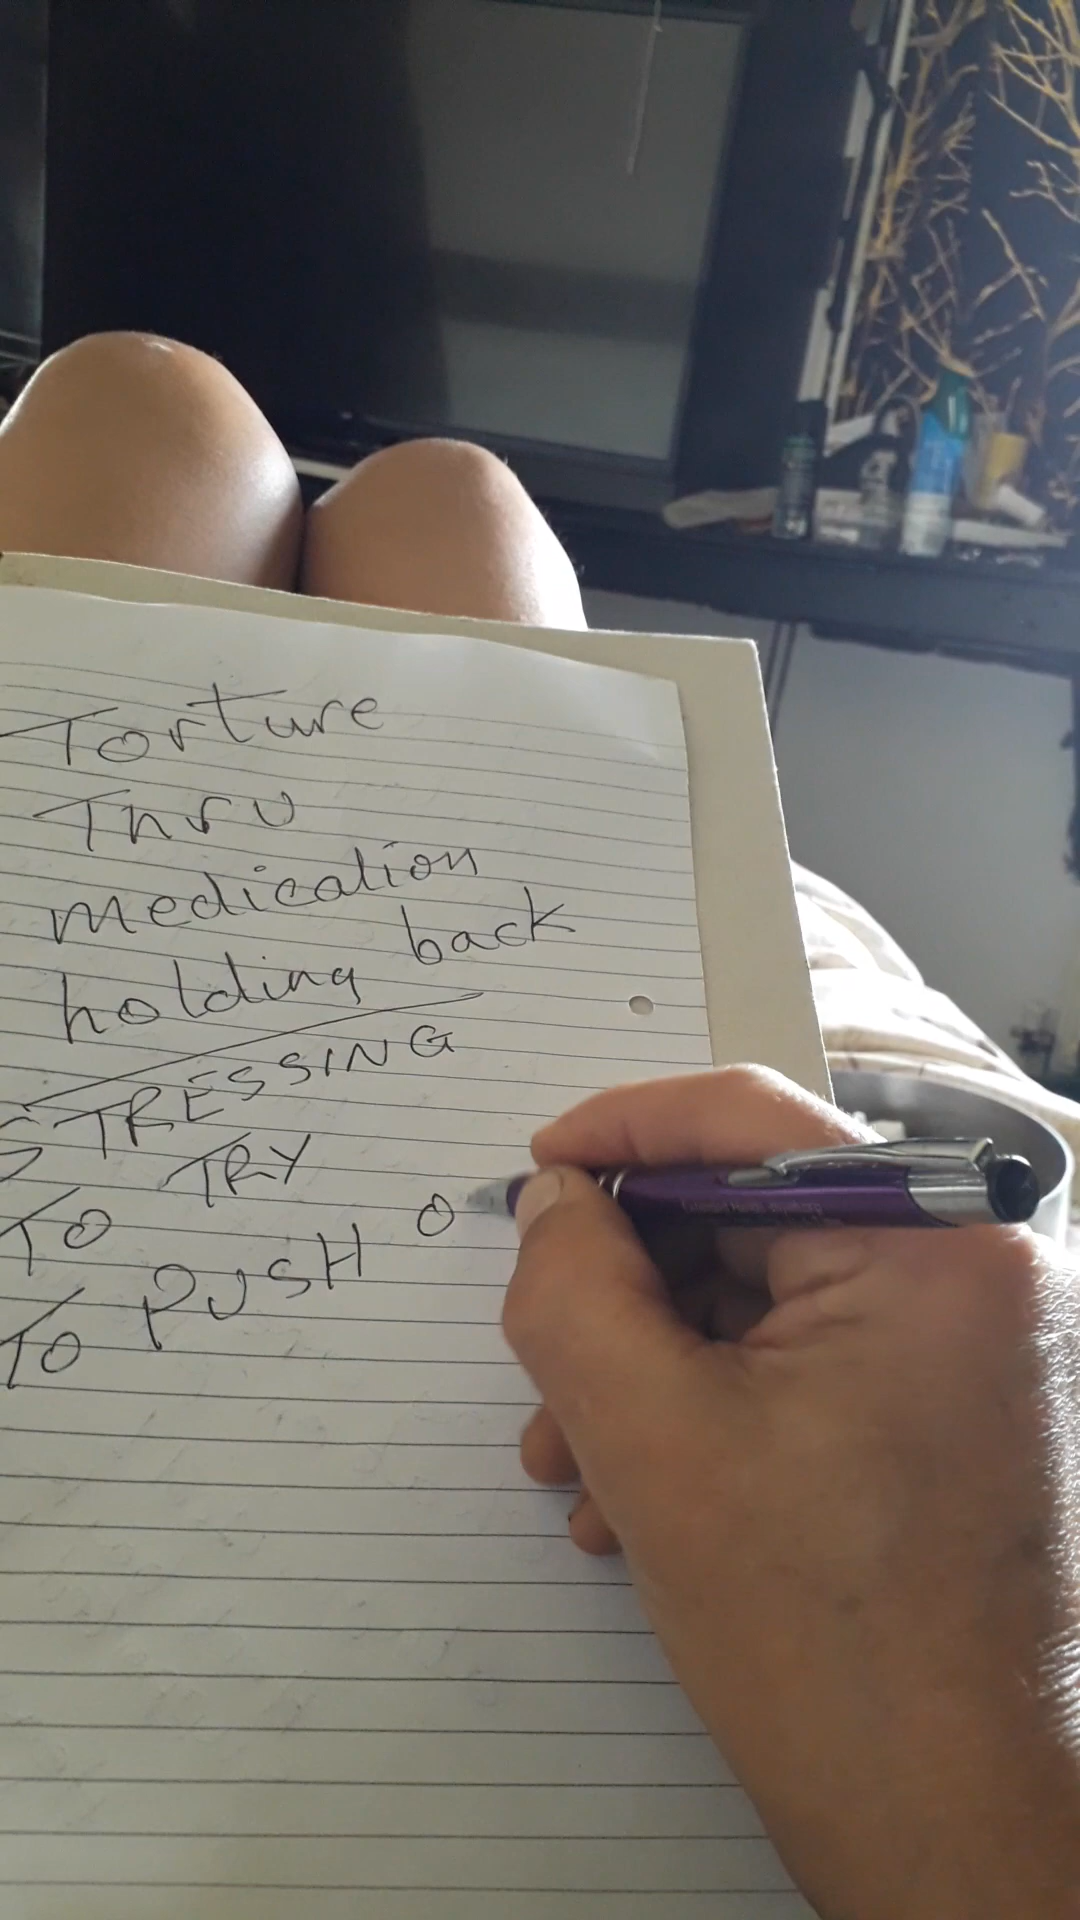 Torture
Thru
medication
holding back
STRESSING
TO TRY
TO PUSH O